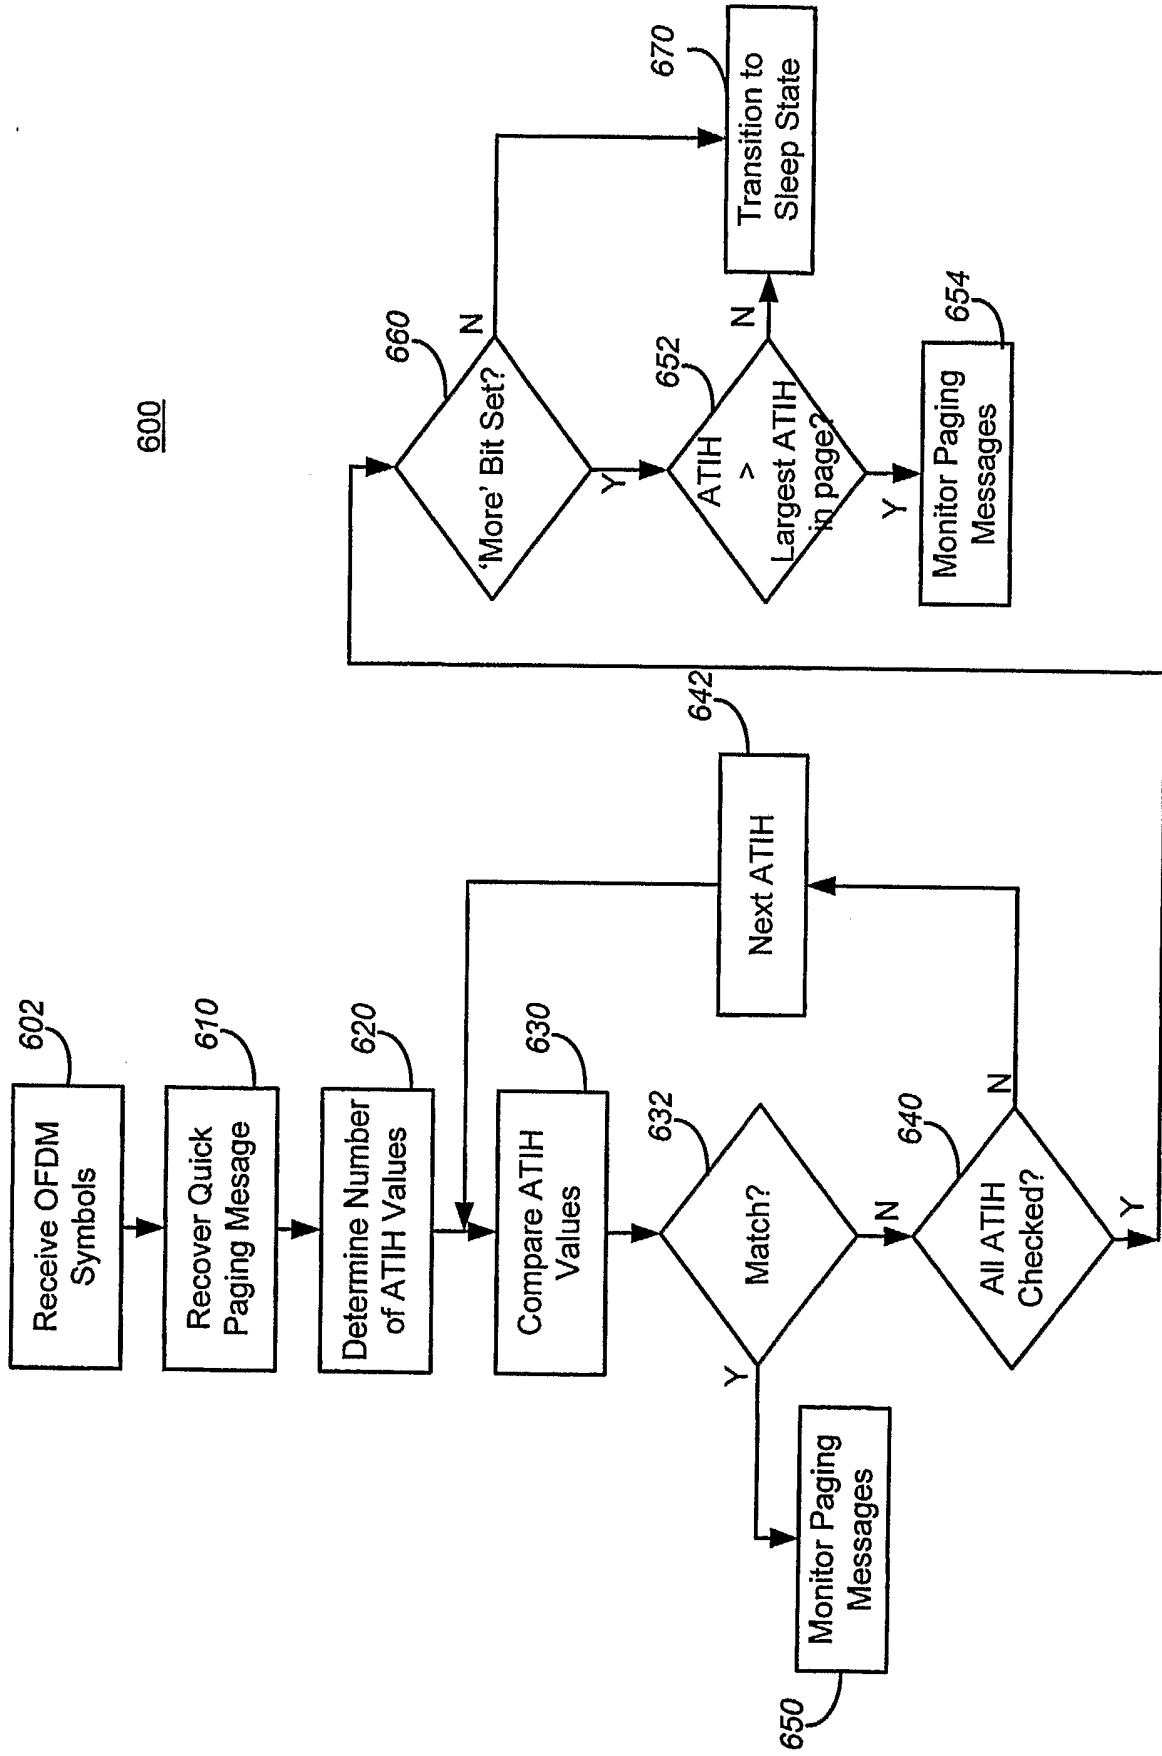 600
602
Receive OFDM
Symbols
610
Recover Quick
Paging Mesage
620
Determine Number
of ATIH Values
630
Compare ATIH
Values
632
Match?
Y
N
650
Monitor Paging
Messages
640
All ATIH
Checked?
N
Y
642
Next ATIH
660
'More' Bit Set?
N
Y
652
ATIH
>
Largest ATIH
in page?
N
Y
654
Monitor Paging
Messages
670
Transition to
Sleep State